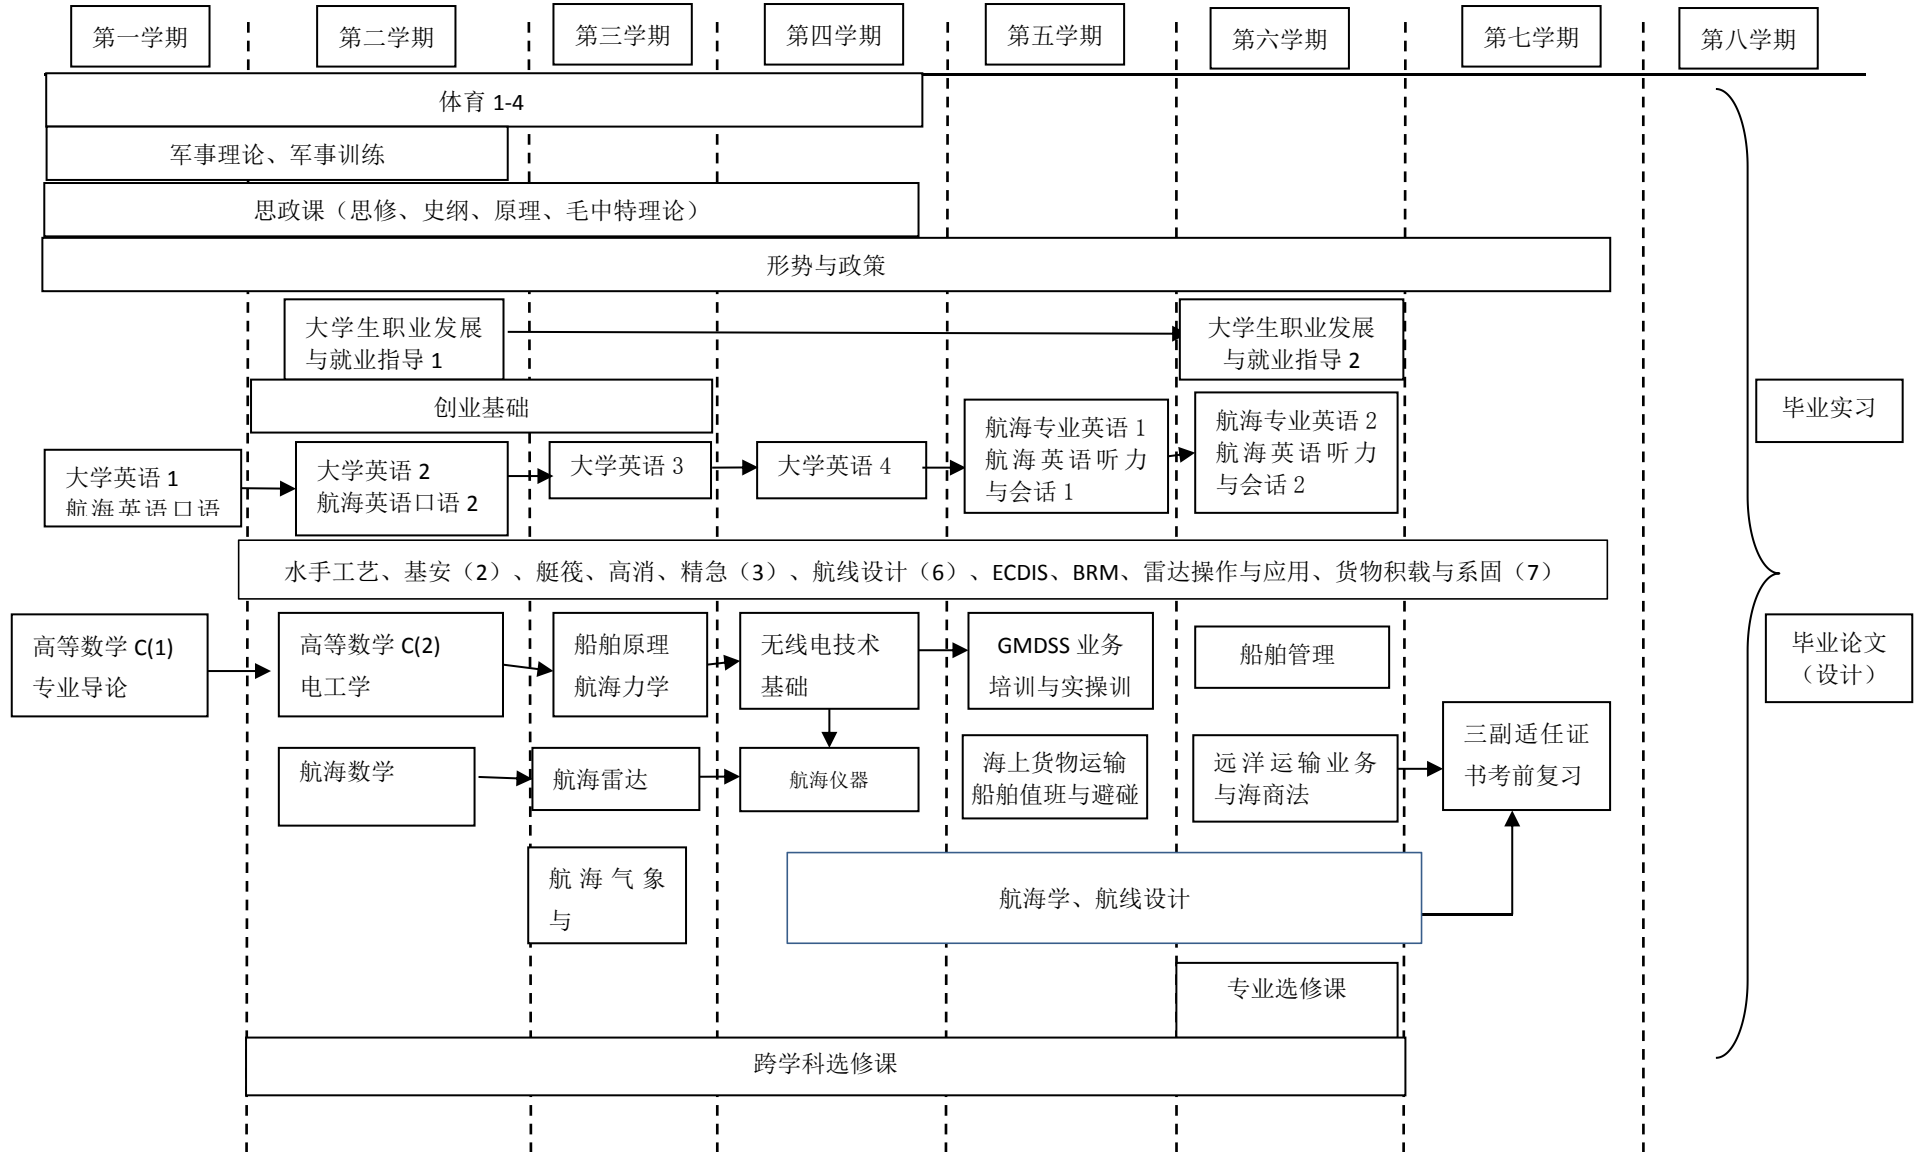 第一学期
第二学期
第三学期
第四学期
第五学期
第六学期
第七学期
第八学期
体育 1-4
军事理论、军事训练
思政课（思修、史纲、原理、毛中特理论）
形势与政策
大学生职业发展
与就业指导 1
大学生职业发展
与就业指导 2
创业基础
毕业实习
大学英语 1
航海英语口语
大学英语 2
航海英语口语 2
大学英语 3
大学英语 4
航海专业英语 1
航海英语听力
与会话 1
航海专业英语 2
航海英语听力
与会话 2
水手工艺、基安（2）、艇筏、高消、精急（3）、航线设计（6）、ECDIS、BRM、雷达操作与应用、货物积载与系固（7）
高等数学 C(1)
专业导论
高等数学 C(2)
电工学
船舶原理
航海力学
无线电技术
基础
GMDSS 业务
培训与实操训
船舶管理
毕业论文
（设计）
航海数学
航海雷达
航海仪器
海上货物运输
船舶值班与避碰
远洋运输业务
与海商法
三副适任证
书考前复习
航海气象
与
航海学、航线设计
专业选修课
跨学科选修课